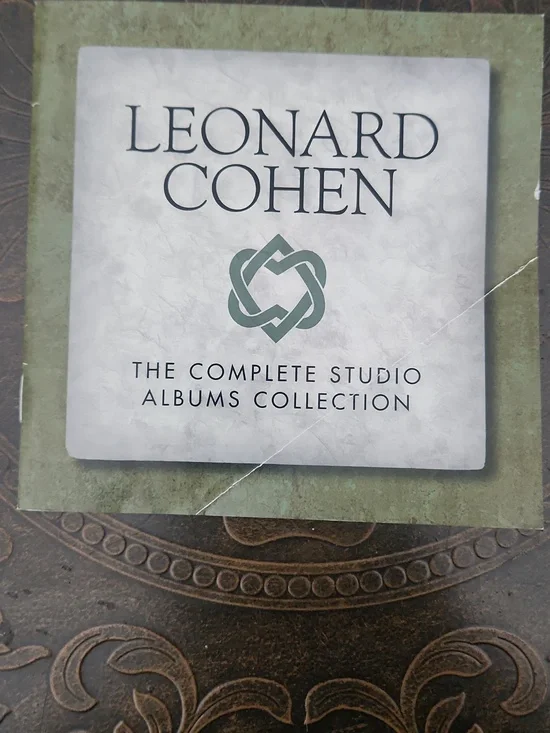 LEONARD
COHEN
THE COMPLETE STUDIO
ALBUMS COLLECTION